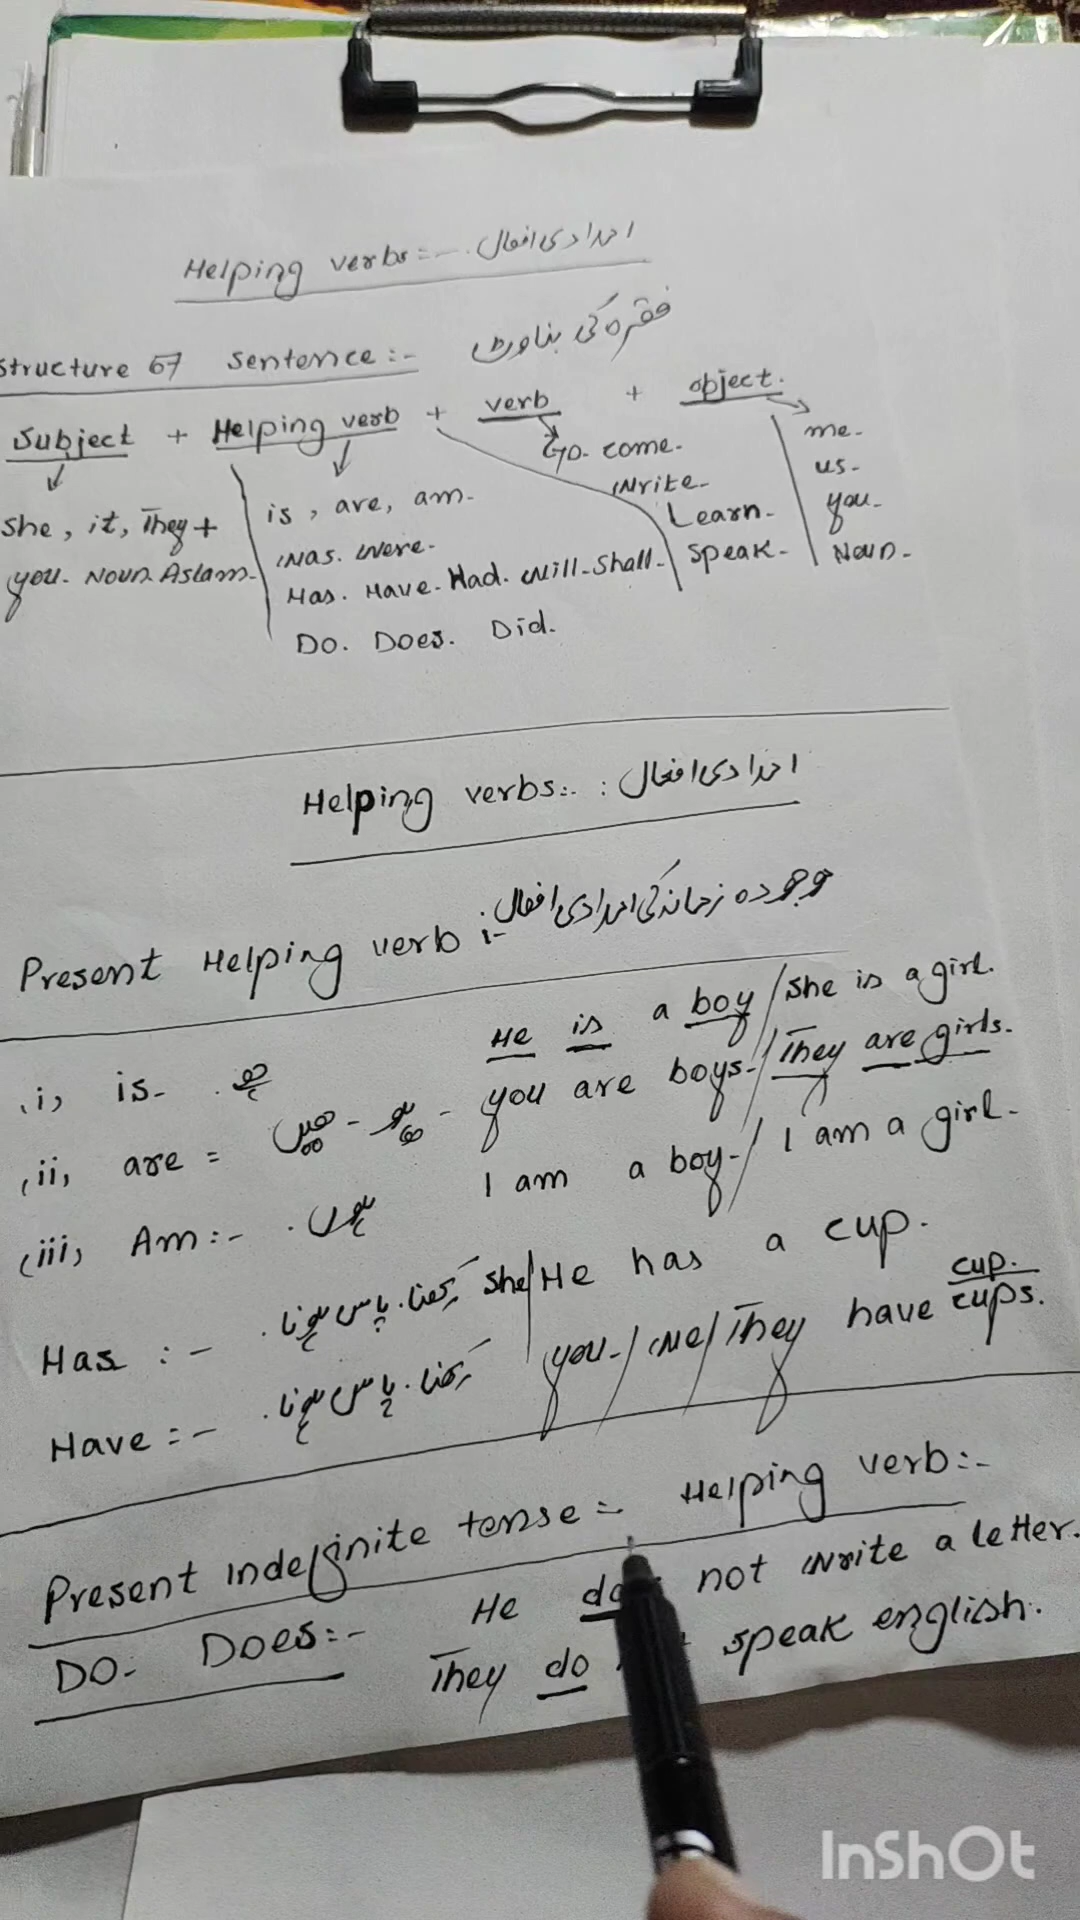 Helping verbs:-. امدادی افعال
Structure of Sentence:- فقره کی بناوٹ
Subject + Helping verb + verb + object.
She, it, They + you. Noun. Aslam.
is, are, am.
was. were.
Has. Have. Had. Will. Shall.
Do. Does. Did.
Go. come.
Write.
Learn.
Speak.
me.
us.
you.
Noun.
Helping verbs:. : امدادی افعال
Present Helping verb :- موجوده زمانہ کی امدادی افعال
(i) is- . ہے He is a boy / She is a girl.
(ii) are = ہیں - ہو - you are boys- / They are girls.
(iii) Am:- . ہوں I am a boy- / I am a girl.
Has :- رکھنا. پاس ہونا. She/He has a cup.
Have:- رکھنا. پاس ہونا. you-/We/They have cup. cups.
Present indefinite tense:- Helping verb:-
DO- DOES:- He not write a letter.
They do speak english.
InShOt